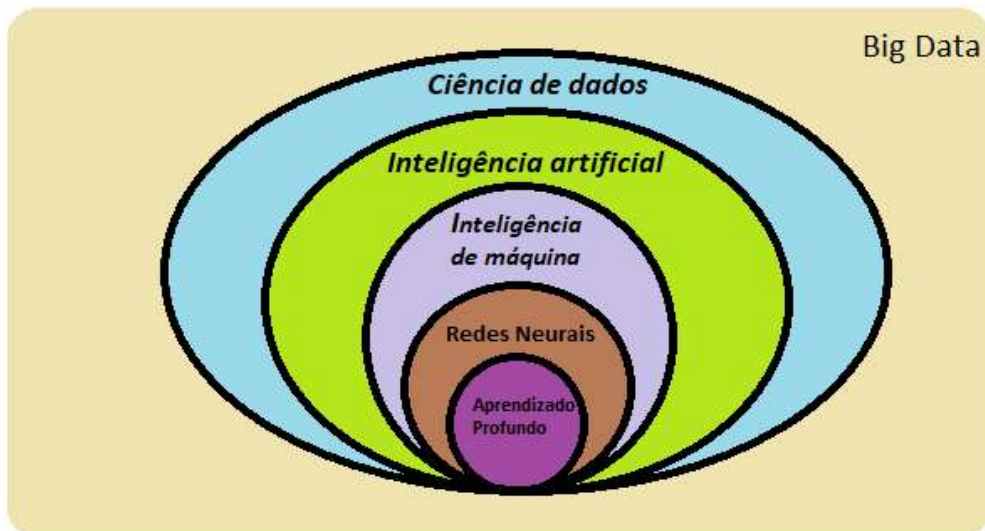 Big Data
Ciência de dados
Inteligência artificial
Inteligência
de máquina
Redes Neurais
Aprendizado
Profundo